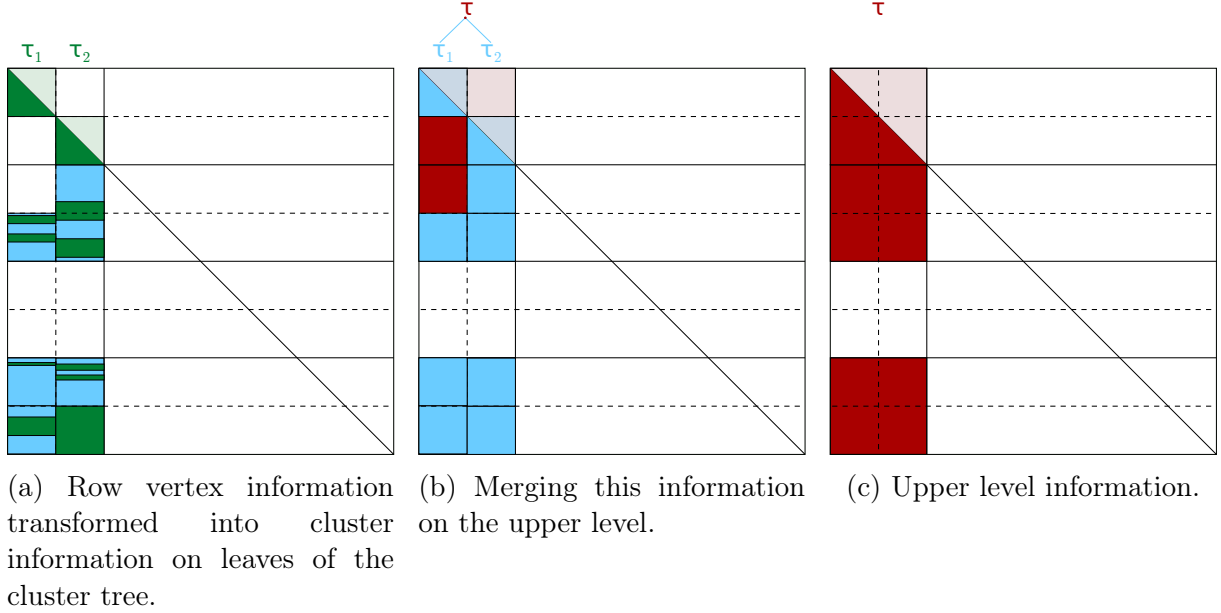 τ
τ
τ₁ τ₂
τ₁ τ₂
(a) Row vertex information
transformed into cluster
information on leaves of the
cluster tree.
(b) Merging this information
on the upper level.
(c) Upper level information.